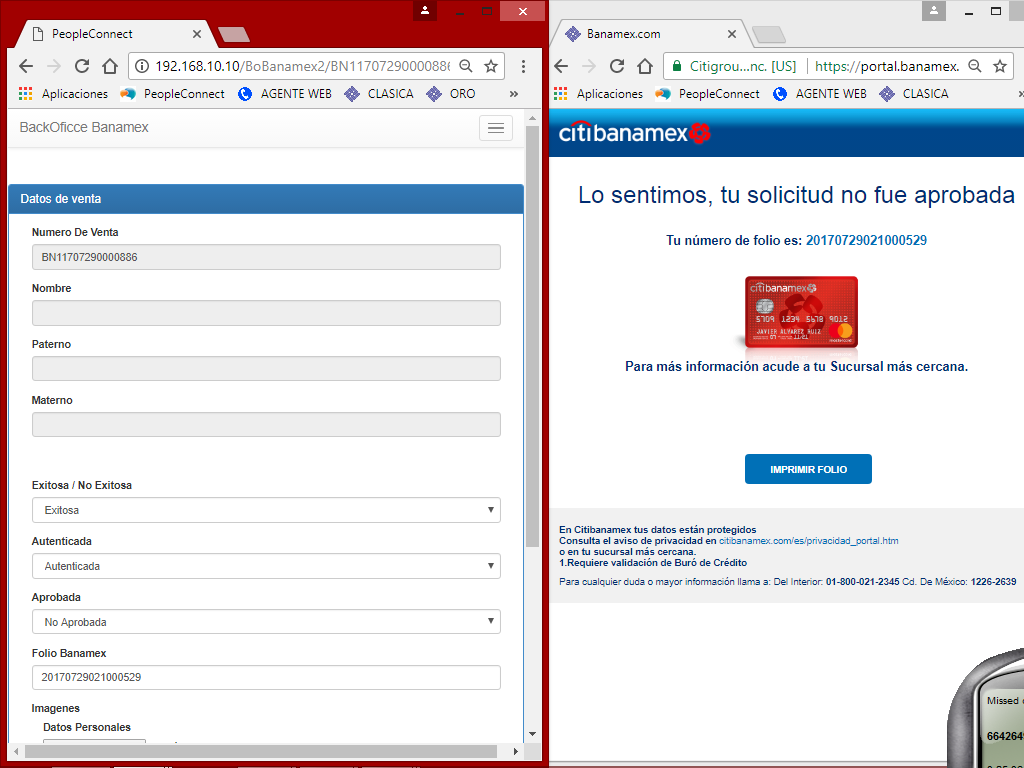 PeopleConnect
192.168.10.10/BoBanamex2/BN11707290000886
Aplicaciones PeopleConnect AGENTE WEB CLASICA ORO »
BackOficce Banamex
Datos de venta
Numero De Venta
BN11707290000886
Nombre
Paterno
Materno
Exitosa / No Exitosa
Exitosa
Autenticada
Autenticada
Aprobada
No Aprobada
Folio Banamex
20170729021000529
Imagenes
Datos Personales
Banamex.com
Citigrou...nc. [US] https://portal.banamex.
Aplicaciones PeopleConnect AGENTE WEB CLASICA
citibanamex
Lo sentimos, tu solicitud no fue aprobada
Tu número de folio es: 20170729021000529
citibanamex
5709 1234 5678 9012
JAVIER ALVAREZ RUIZ
Para más información acude a tu Sucursal más cercana.
IMPRIMIR FOLIO
En Citibanamex tus datos están protegidos
Consulta el aviso de privacidad en citibanamex.com/es/privacidad_portal.htm
o en tu sucursal más cercana.
1.Requiere validación de Buró de Crédito
Para cualquier duda o mayor información llama a: Del Interior: 01-800-021-2345 Cd. De México: 1226-2639
Missed
6642649